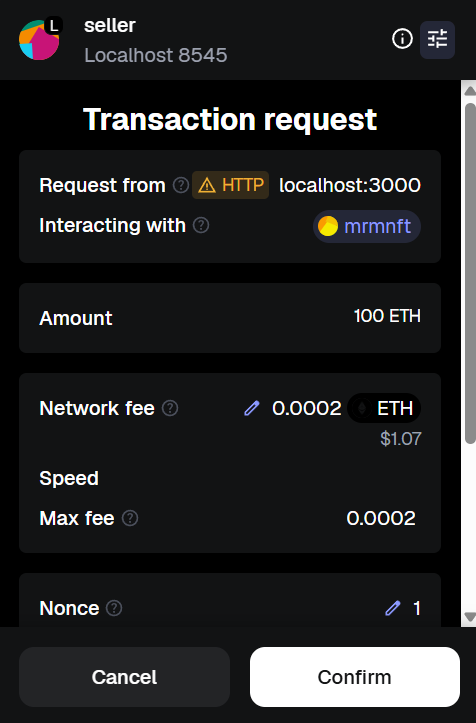 L
seller
Localhost 8545
Transaction request
Request from ? HTTP localhost:3000
Interacting with ? mrmnft
Amount 100 ETH
Network fee ? 0.0002 ETH
$1.07
Speed
Max fee ? 0.0002
Nonce ? 1
Cancel Confirm